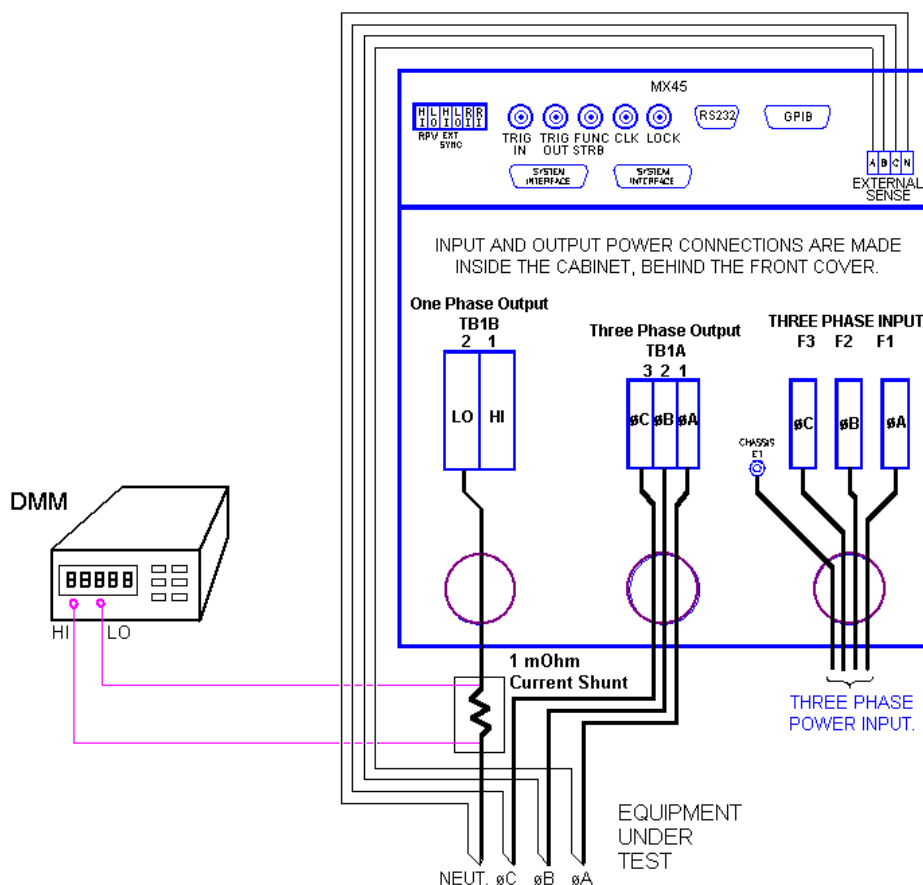 MX45
H L H L R R
I O I O I I
RPV EXT SYNC
TRIG IN
TRIG OUT
FUNC STRB
CLK
LOCK
RS232
GPIB
SYSTEM INTERFACE
SYSTEM INTERFACE
A B C N
EXTERNAL SENSE
INPUT AND OUTPUT POWER CONNECTIONS ARE MADE
INSIDE THE CABINET, BEHIND THE FRONT COVER.
One Phase Output
TB1B
2 1
LO HI
Three Phase Output
TB1A
3 2 1
øC øB øA
THREE PHASE INPUT
F3 F2 F1
øC øB øA
CHASSIS
E1
DMM
88888
HI LO
1 mOhm
Current Shunt
THREE PHASE
POWER INPUT.
EQUIPMENT
UNDER
TEST
NEUT. øC øB øA